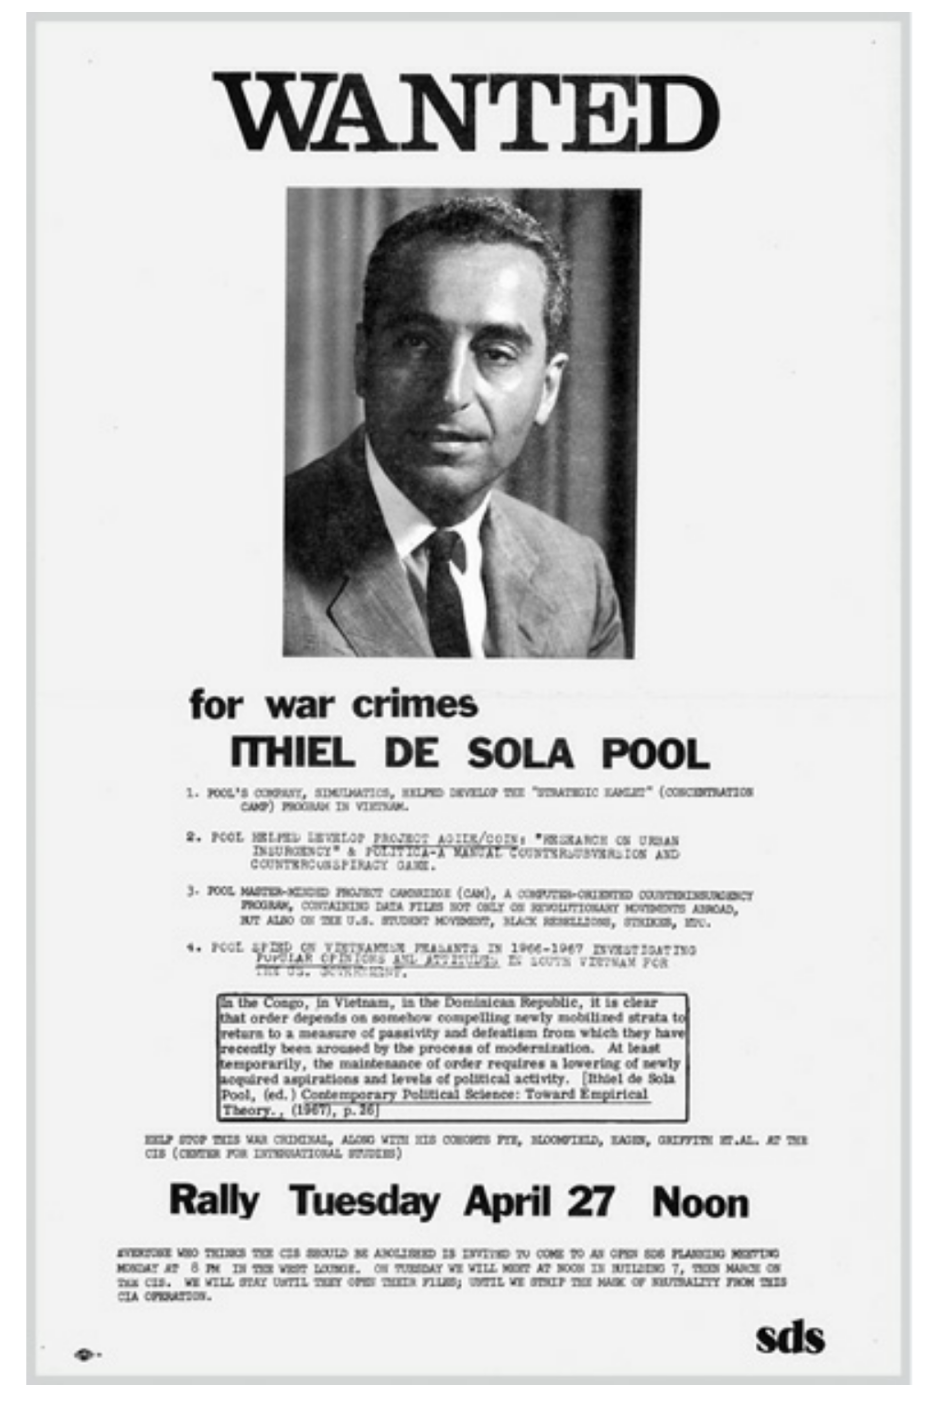 WANTED
for war crimes
ITHIEL DE SOLA POOL
1. POOL'S COMPANY, SIMULMATICS, HELPED DEVELOP THE "STRATEGIC HAMLET" (CONCENTRATION
CAMP) PROGRAM IN VIETNAM.
2. POOL HELPED DEVELOP PROJECT AGILE/COIN: "RESEARCH ON URBAN
INSURGENCY" & POLITICA-A MANUAL COUNTERSUBVERSION AND
COUNTERCONSPIRACY GAME.
3. POOL MASTER-MINDED PROJECT CAMBRIDGE (CAM), A COMPUTER-ORIENTED COUNTERINSURGENCY
PROGRAM, CONTAINING DATA FILES NOT ONLY ON REVOLUTIONARY MOVEMENTS ABROAD,
BUT ALSO ON THE U.S. STUDENT MOVEMENT, BLACK REBELLIONS, STRIKES, ETC.
4. POOL SPIED ON VIETNAMESE PEASANTS IN 1966-1967 INVESTIGATING
POPULAR OPINIONS AND ATTITUDES IN SOUTH VIETNAM FOR
THE US. GOVERNMENT.
In the Congo, in Vietnam, in the Dominican Republic, it is clear
that order depends on somehow compelling newly mobilized strata to
return to a measure of passivity and defeatism from which they have
recently been aroused by the process of modernization. At least
temporarily, the maintenance of order requires a lowering of newly
acquired aspirations and levels of political activity. [Ithiel de Sola
Pool, (ed.) Contemporary Political Science: Toward Empirical
Theory., (1967), p. 26]
HELP STOP THIS WAR CRIMINAL, ALONG WITH HIS COHORTS PYE, BLOOMFIELD, HAGEN, GRIFFITH ET.AL. AT THE
CIS (CENTER FOR INTERNATIONAL STUDIES)
Rally Tuesday April 27 Noon
EVERYONE WHO THINKS THE CIS SHOULD BE ABOLISHED IS INVITED TO COME TO AN OPEN SDS PLANNING MEETING
MONDAY AT 8 PM IN THE WEST LOUNGE. ON TUESDAY WE WILL MEET AT NOON IN BUILDING 7, THEN MARCH ON
THE CIS. WE WILL STAY UNTIL THEY OPEN THEIR FILES; UNTIL WE STRIP THE MASK OF NEUTRALITY FROM THIS
CIA OPERATION.
sds